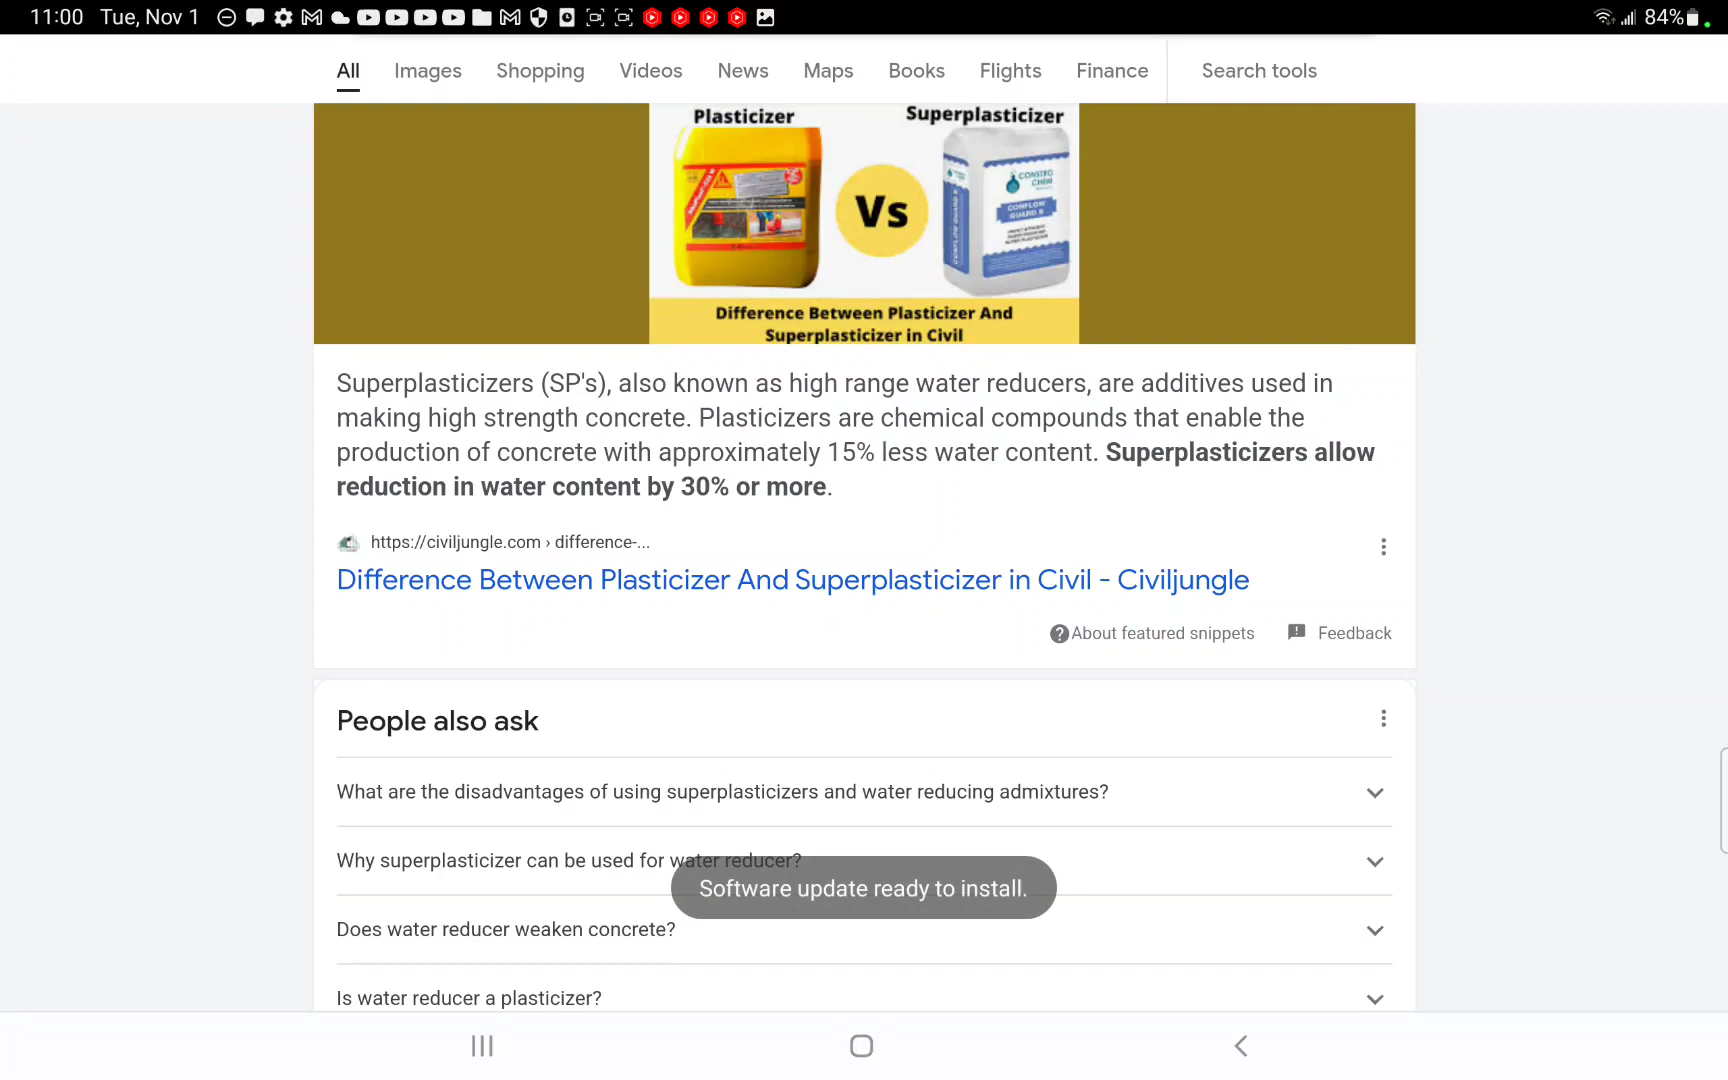 11:00 Tue, Nov 1
84%
All Images Shopping Videos News Maps Books Flights Finance Search tools
Plasticizer Superplasticizer
Vs
CONSTRO
CHEM
CONFLOW
GUARD
Difference Between Plasticizer And
Superplasticizer in Civil
Superplasticizers (SP's), also known as high range water reducers, are additives used in
making high strength concrete. Plasticizers are chemical compounds that enable the
production of concrete with approximately 15% less water content. Superplasticizers allow
reduction in water content by 30% or more.
https://civiljungle.com › difference-...
Difference Between Plasticizer And Superplasticizer in Civil - Civiljungle
About featured snippets Feedback
People also ask
What are the disadvantages of using superplasticizers and water reducing admixtures?
Why superplasticizer can be used for water reducer?
Software update ready to install.
Does water reducer weaken concrete?
Is water reducer a plasticizer?